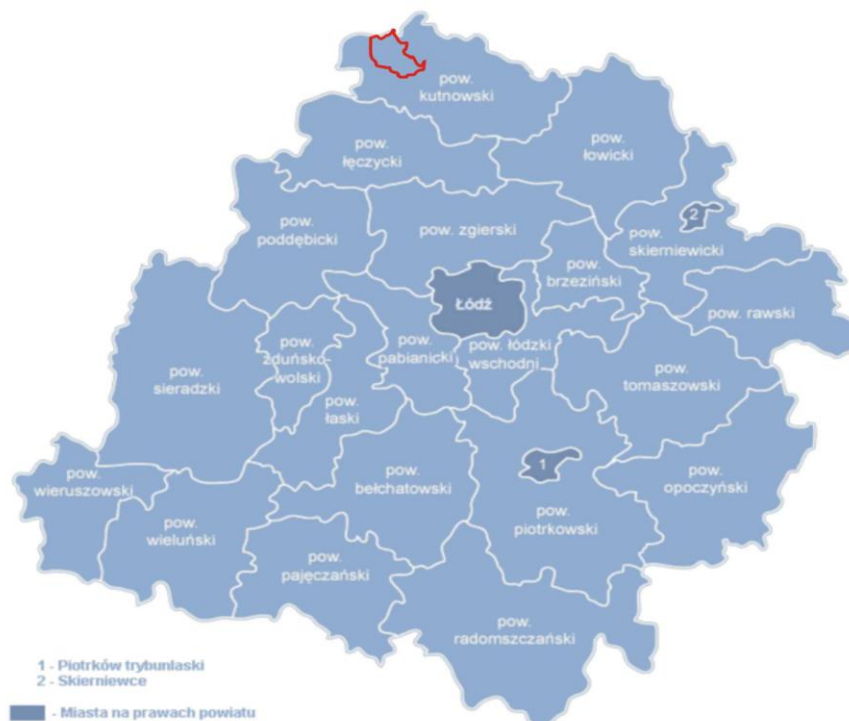 pow.
kutnowski
pow.
łęczycki
pow.
łowicki
2
pow.
poddębicki
pow. zgierski
pow.
skierniewicki
pow.
brzeziński
Łódź
pow. rawski
pow.
zduńsko-
wolski
pow.
pabianicki
pow. łódzki
wschodni
pow.
sieradzki
pow.
tomaszowski
pow.
łaski
1
pow.
wieruszowski
pow.
bełchatowski
pow.
opoczyński
pow.
piotrkowski
pow.
wieluński
pow.
pajęczański
pow.
radomszczański
1 - Piotrków trybunlaski
2 - Skierniewce
- Miasta na prawach powiatu